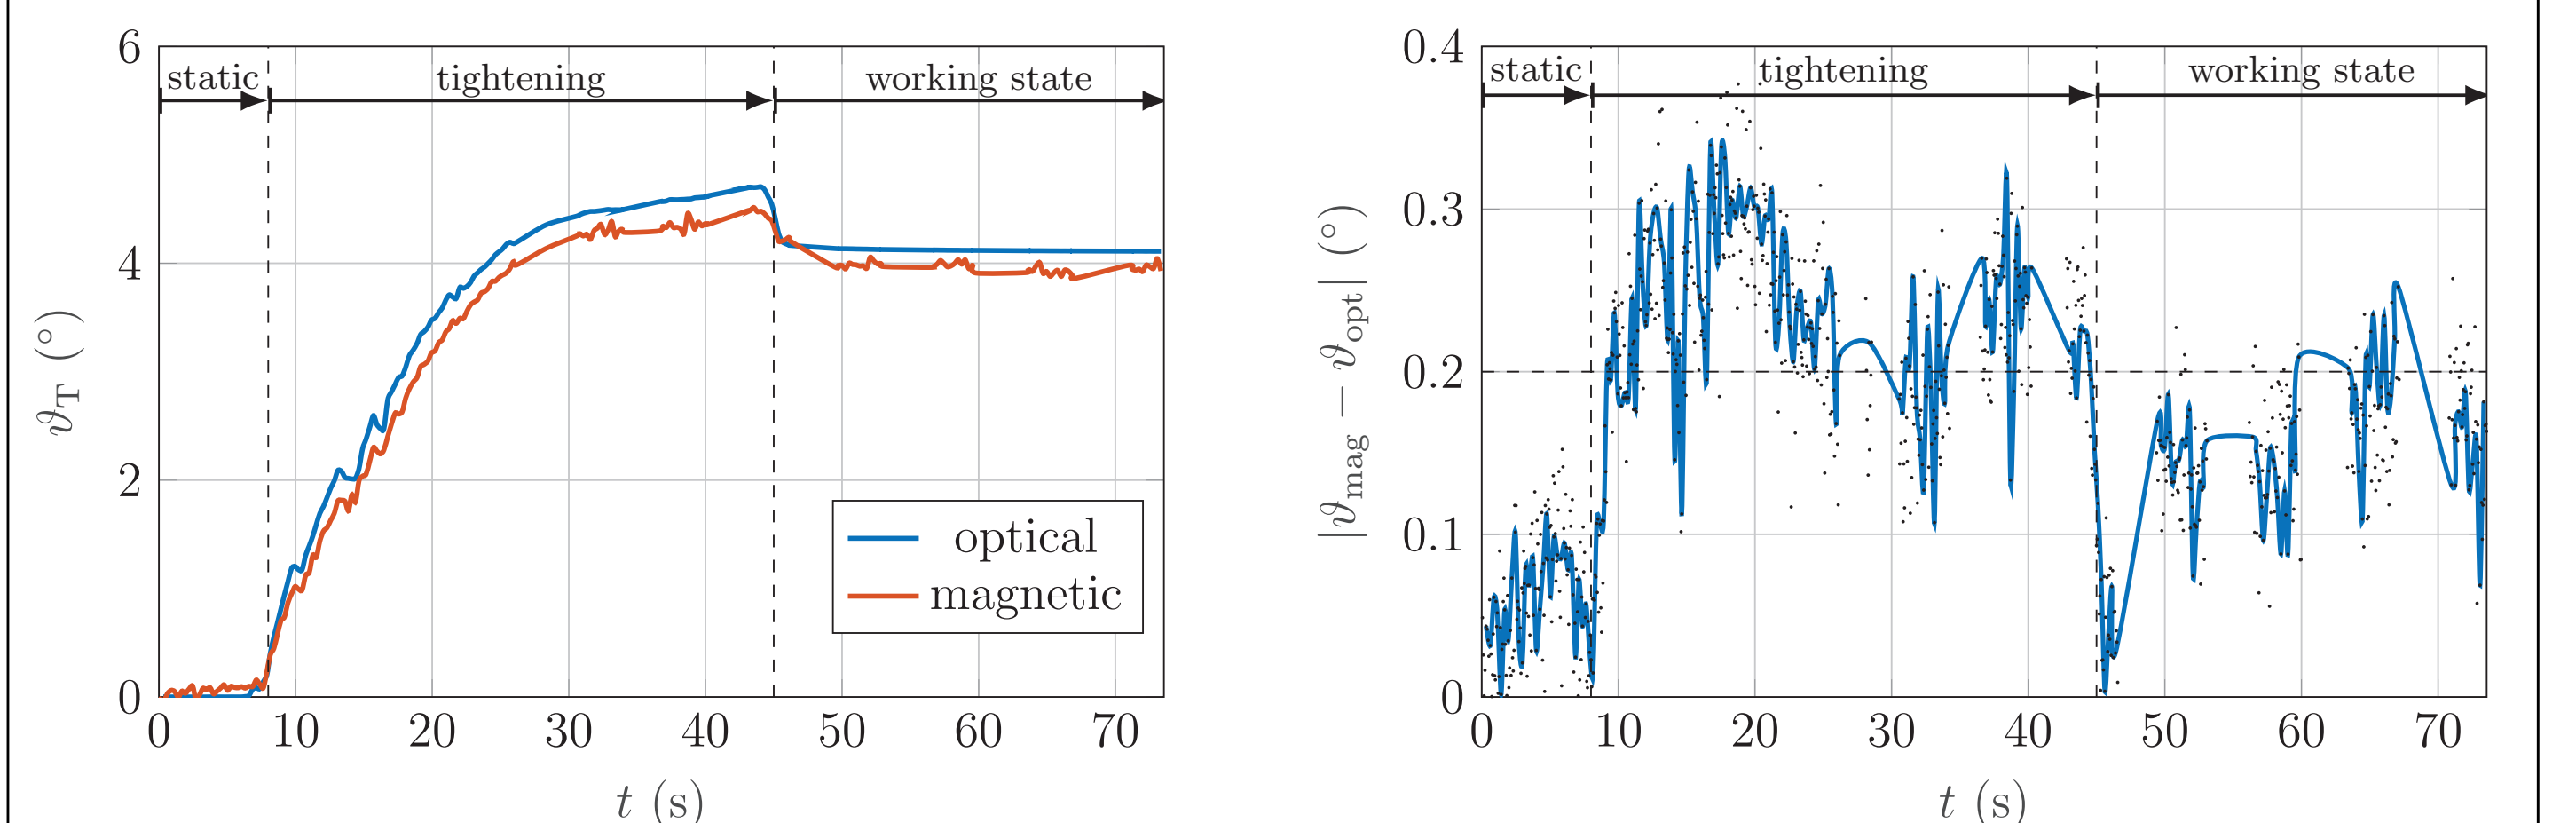 6
4
2
0
0 10 20 30 40 50 60 70
ϑT (°)
t (s)
static tightening working state
optical
magnetic
0.4
0.3
0.2
0.1
0
0 10 20 30 40 50 60 70
|ϑmag − ϑopt| (°)
t (s)
static tightening working state